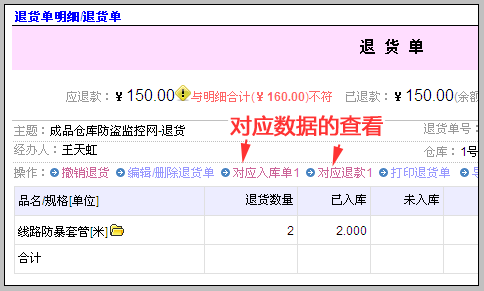 退货单明细/退货单
退 货 单
应退款：￥150.00 与明细合计(￥160.00)不符 已退款：￥150.00(余额
对应数据的查看
主题：成品仓库防盗监控网-退货 退货单号：
经办人：王天虹 仓库：1号
操作：撤销退货 编辑/删除退货单 对应入库单1 对应退款1 打印退货单
品名/规格[单位] 退货数量 已入库 未入库
线路防暴套管[米] 2 2.000
合计